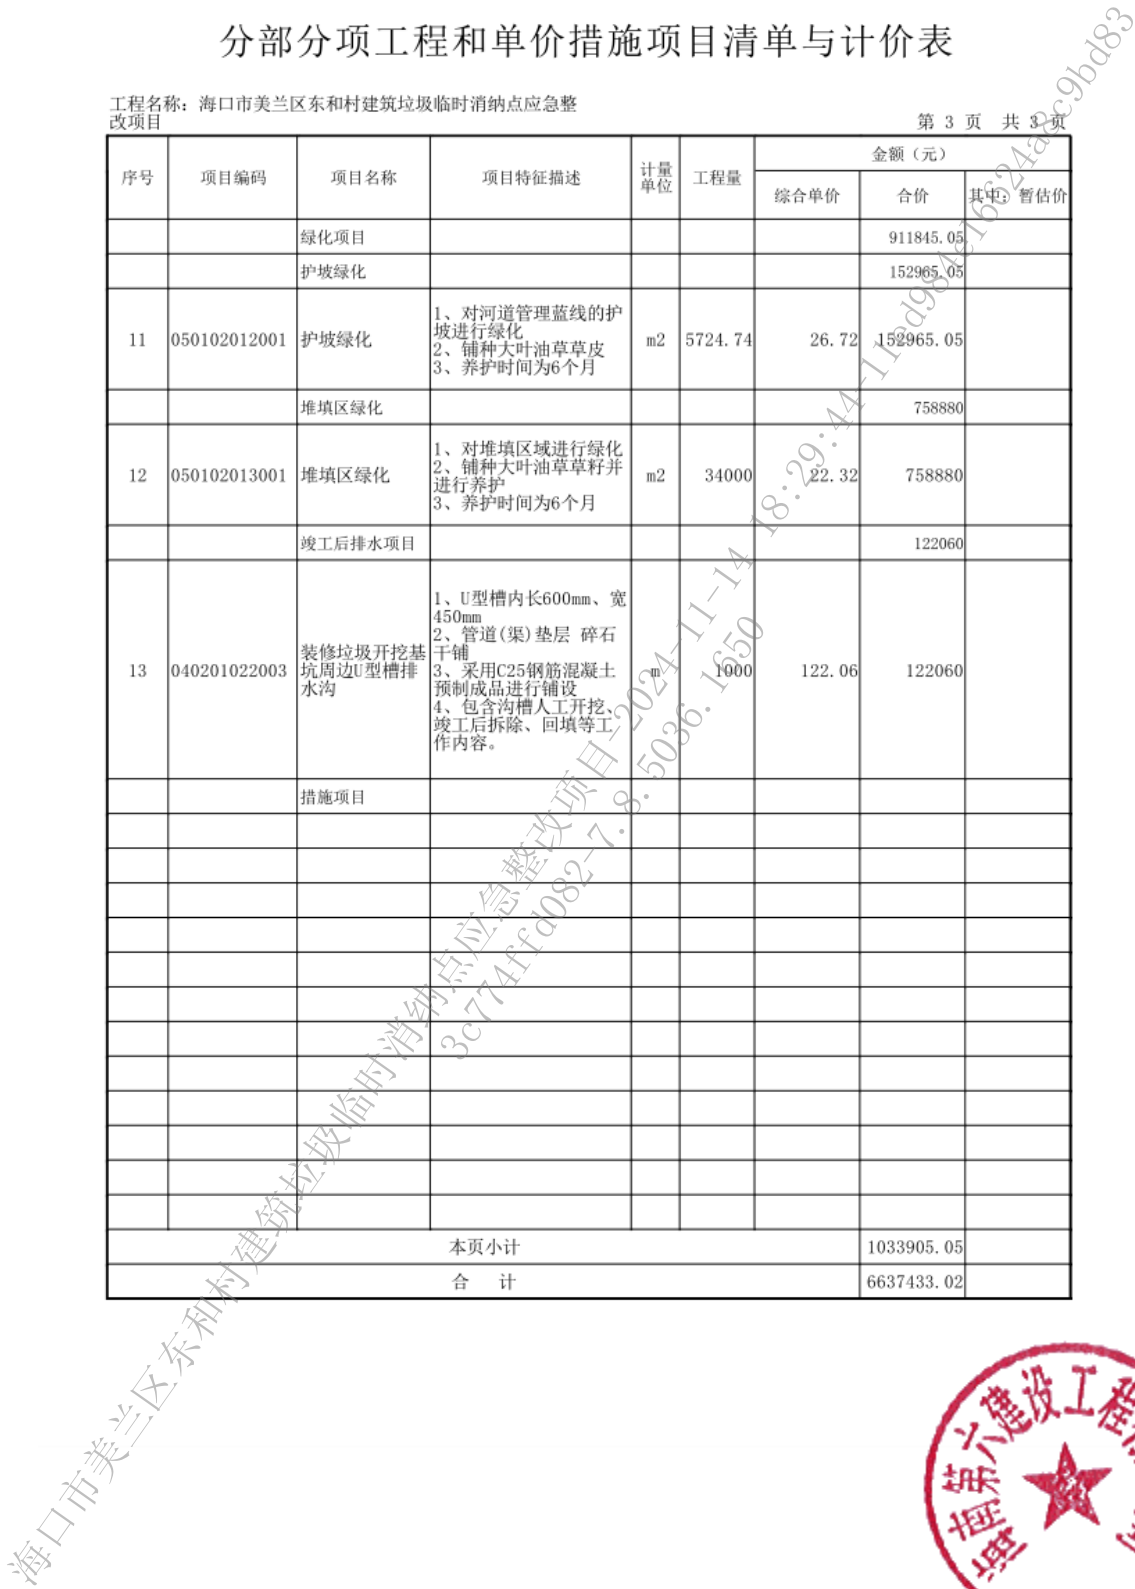 分部分项工程和单价措施项目清单与计价表
工程名称：海口市美兰区东和村建筑垃圾临时消纳点应急整
改项目
第 3 页 共 3 页
序号 项目编码 项目名称 项目特征描述 计量单位 工程量 金额（元）
综合单价 合价 其中：暂估价
绿化项目 911845.05
护坡绿化 152965.05
11 050102012001 护坡绿化 1、对河道管理蓝线的护
坡进行绿化
2、铺种大叶油草草皮
3、养护时间为6个月
m2 5724.74 26.72 152965.05
堆填区绿化 758880
12 050102013001 堆填区绿化 1、对堆填区域进行绿化
2、铺种大叶油草草籽并
进行养护
3、养护时间为6个月
m2 34000 22.32 758880
竣工后排水项目 122060
13 040201022003 装修垃圾开挖基
坑周边U型槽排
水沟
1、U型槽内长600mm、宽
450mm
2、管道(渠)垫层 碎石
干铺
3、采用C25钢筋混凝土
预制成品进行铺设
4、包含沟槽人工开挖、
竣工后拆除、回填等工
作内容。
m 1000 122.06 122060
措施项目
本页小计 1033905.05
合 计 6637433.02
海口市美兰区东和村建筑垃圾临时消纳点应急整改项目-2024-11-14 18:29:44-11ed984e16624a8c9bd83
3c774ffd082-7.8.5036.1650
海南第六建设工程